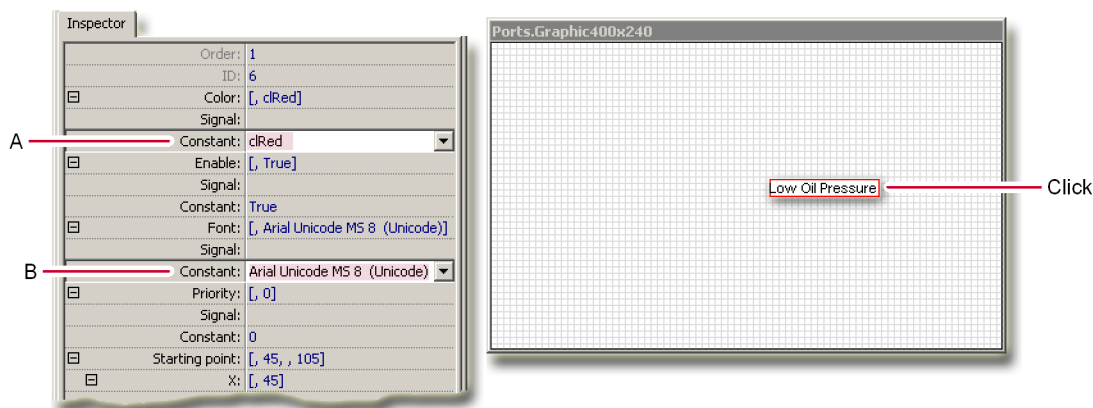 Inspector
Order: 1
ID: 6
Color: [, clRed]
Signal:
A
Constant: clRed
Enable: [, True]
Signal:
Constant: True
Font: [, Arial Unicode MS 8 (Unicode)]
Signal:
B
Constant: Arial Unicode MS 8 (Unicode)
Priority: [, 0]
Signal:
Constant: 0
Starting point: [, 45, , 105]
X: [, 45]
Ports.Graphic400x240
Low Oil Pressure
Click